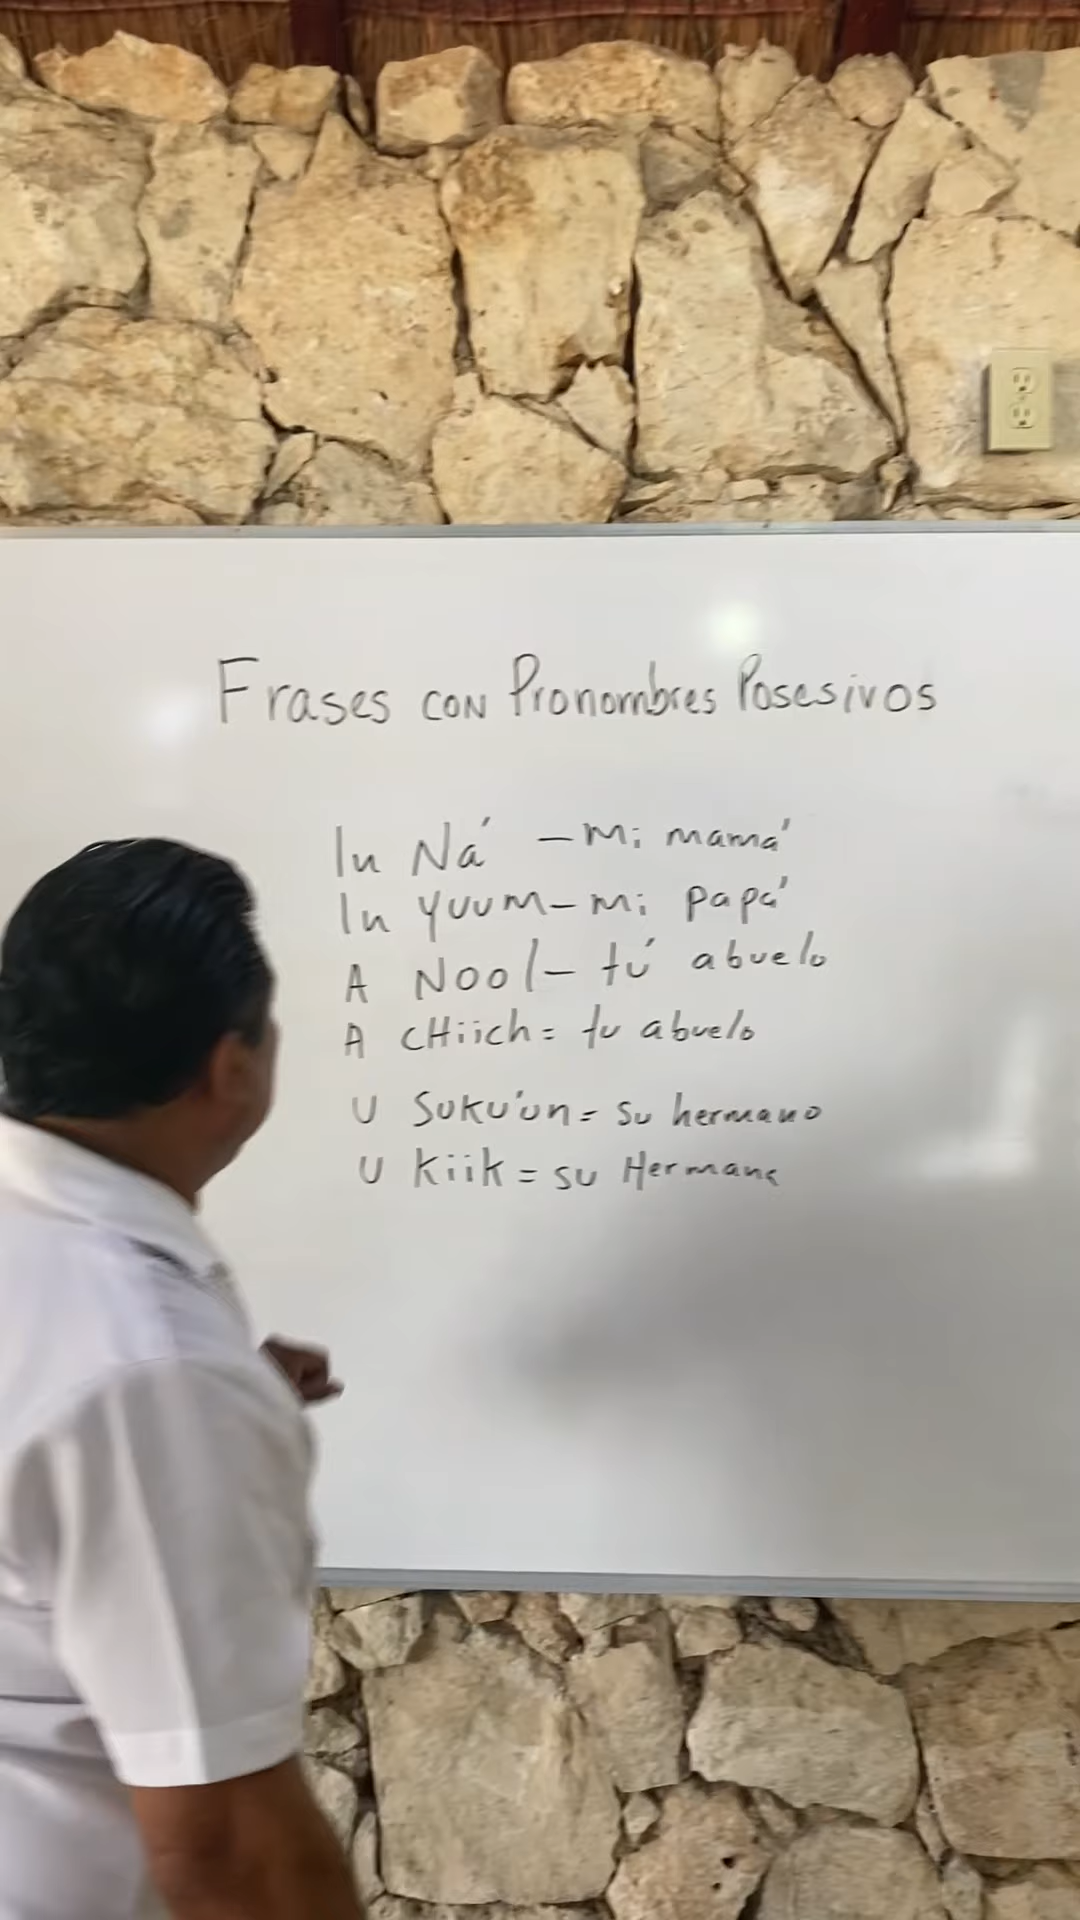 Frases con Pronombres Posesivos
In Ná – mi mamá
In Yuum – mi papá
A Nool – tú abuelo
A CHiich = tu abuelo
U Suku'un = su hermano
U Kiik = su Hermana